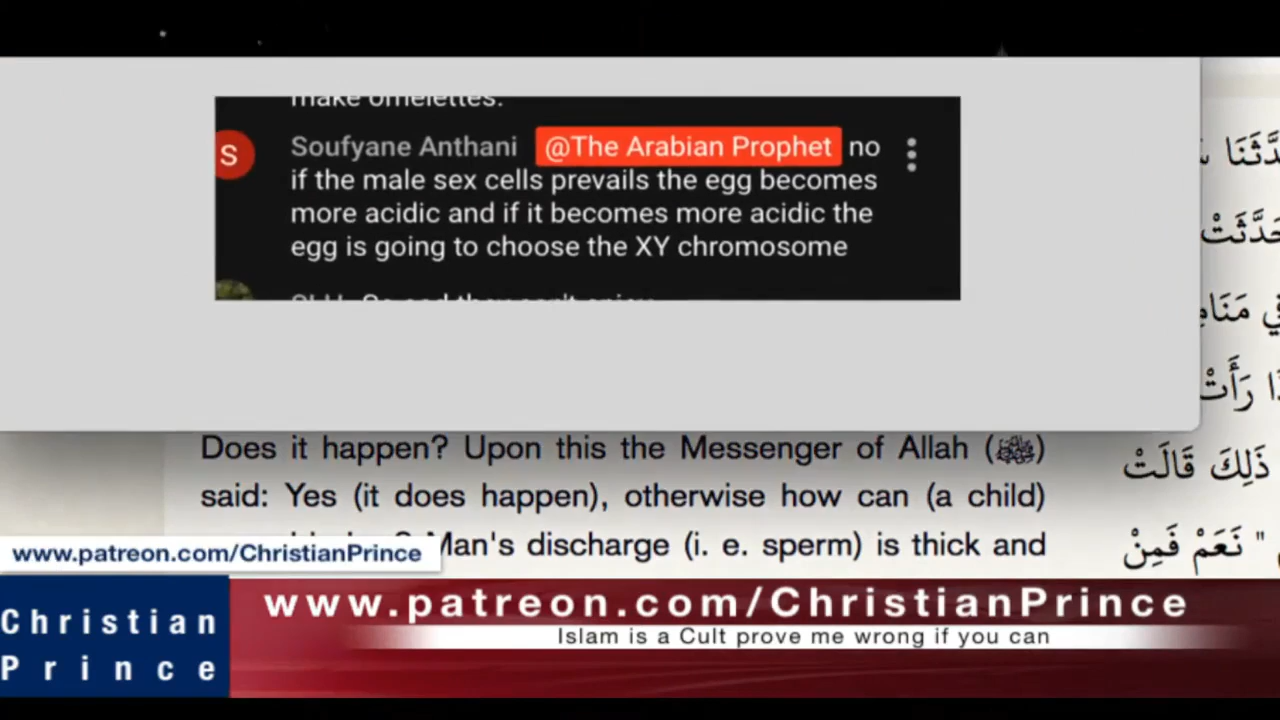 make omelettes.
S
Soufyane Anthani @The Arabian Prophet no
if the male sex cells prevails the egg becomes
more acidic and if it becomes more acidic the
egg is going to choose the XY chromosome
Does it happen? Upon this the Messenger of Allah (ﷺ)
said: Yes (it does happen), otherwise how can (a child)
Man's discharge (i. e. sperm) is thick and
رَأَتْ
ذَلِكَ قَالَتْ
" نَعَمْ فَمِنْ
www.patreon.com/ChristianPrince
Christian
Prince
www.patreon.com/ChristianPrince
Islam is a Cult prove me wrong if you can